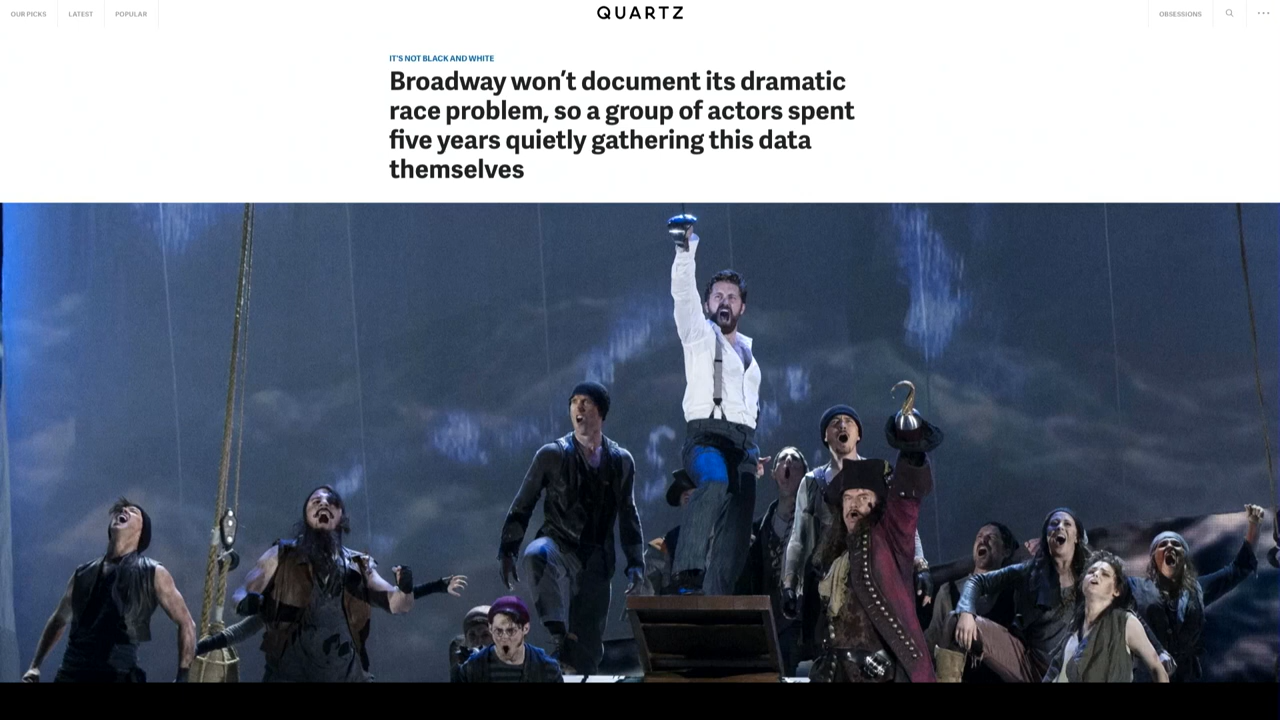 OUR PICKS
LATEST
POPULAR
QUARTZ
OBSESSIONS
IT'S NOT BLACK AND WHITE
Broadway won't document its dramatic
race problem, so a group of actors spent
five years quietly gathering this data
themselves